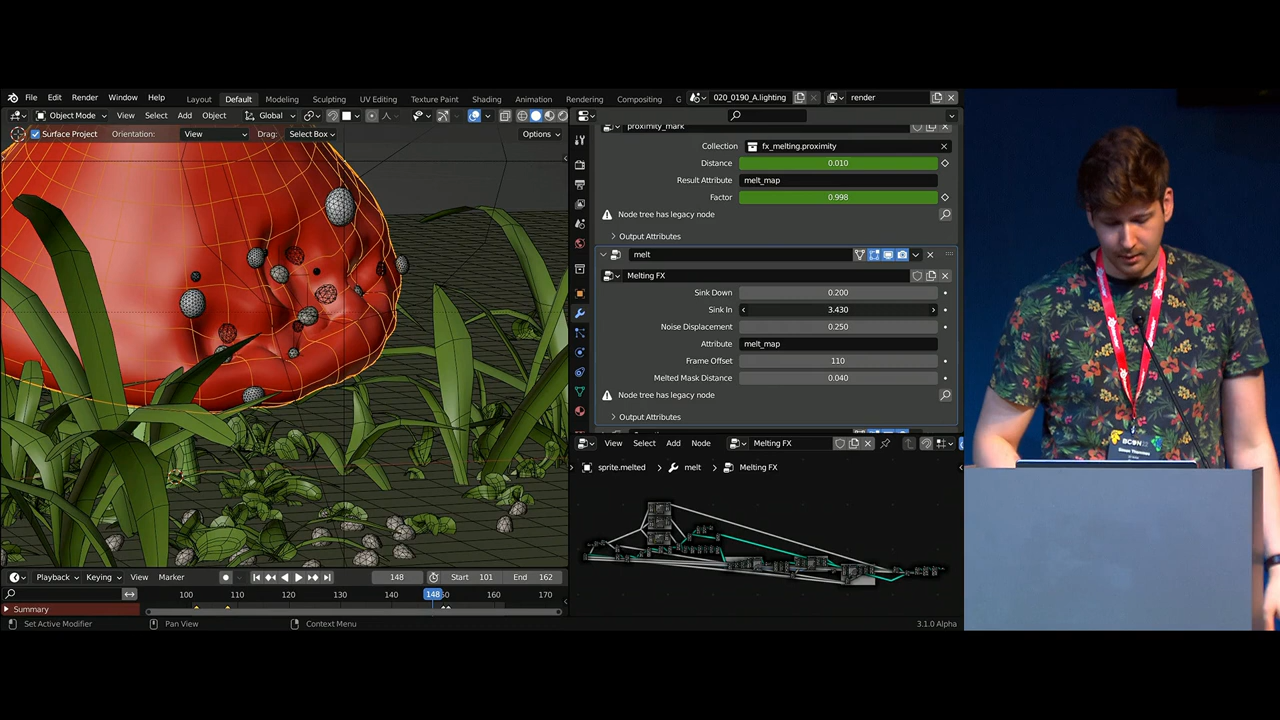 File Edit Render Window Help Layout Default Modeling Sculpting UV Editing Texture Paint Shading Animation Rendering Compositing G 020_0190_A.lighting render
Object Mode View Select Add Object Global
Surface Project Orientation: View Drag: Select Box Options
proximity_mark
Collection fx_melting.proximity
Distance 0.010
Result Attribute melt_map
Factor 0.998
Node tree has legacy node
Output Attributes
melt
Melting FX
Sink Down 0.200
Sink In 3.430
Noise Displacement 0.250
Attribute melt_map
Frame Offset 110
Melted Mask Distance 0.040
Node tree has legacy node
Output Attributes
View Select Add Node Melting FX
sprite.melted melt Melting FX
Playback Keying View Marker 148 Start 101 End 162
100 110 120 130 140 148 50 160 170
Summary
Set Active Modifier Pan View Context Menu 3.1.0 Alpha
BCON22
Simon Thommes